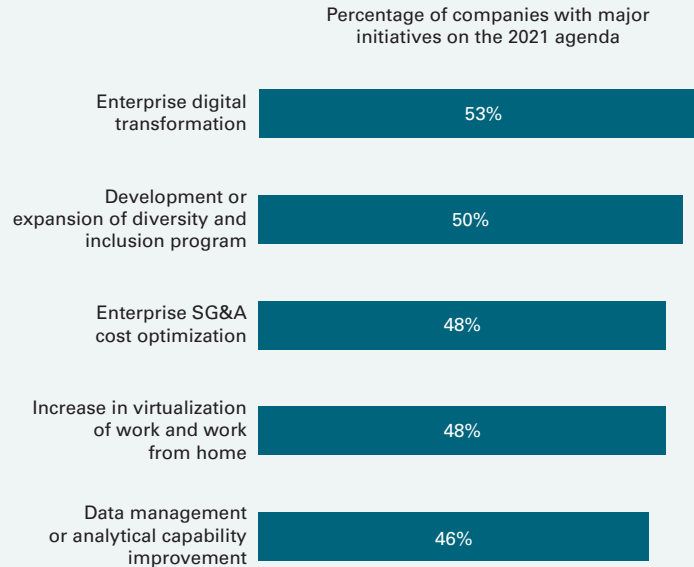 Percentage of companies with major
initiatives on the 2021 agenda
Enterprise digital
transformation
53%
Development or
expansion of diversity and
inclusion program
50%
Enterprise SG&A
cost optimization
48%
Increase in virtualization
of work and work
from home
48%
Data management
or analytical capability
improvement
46%